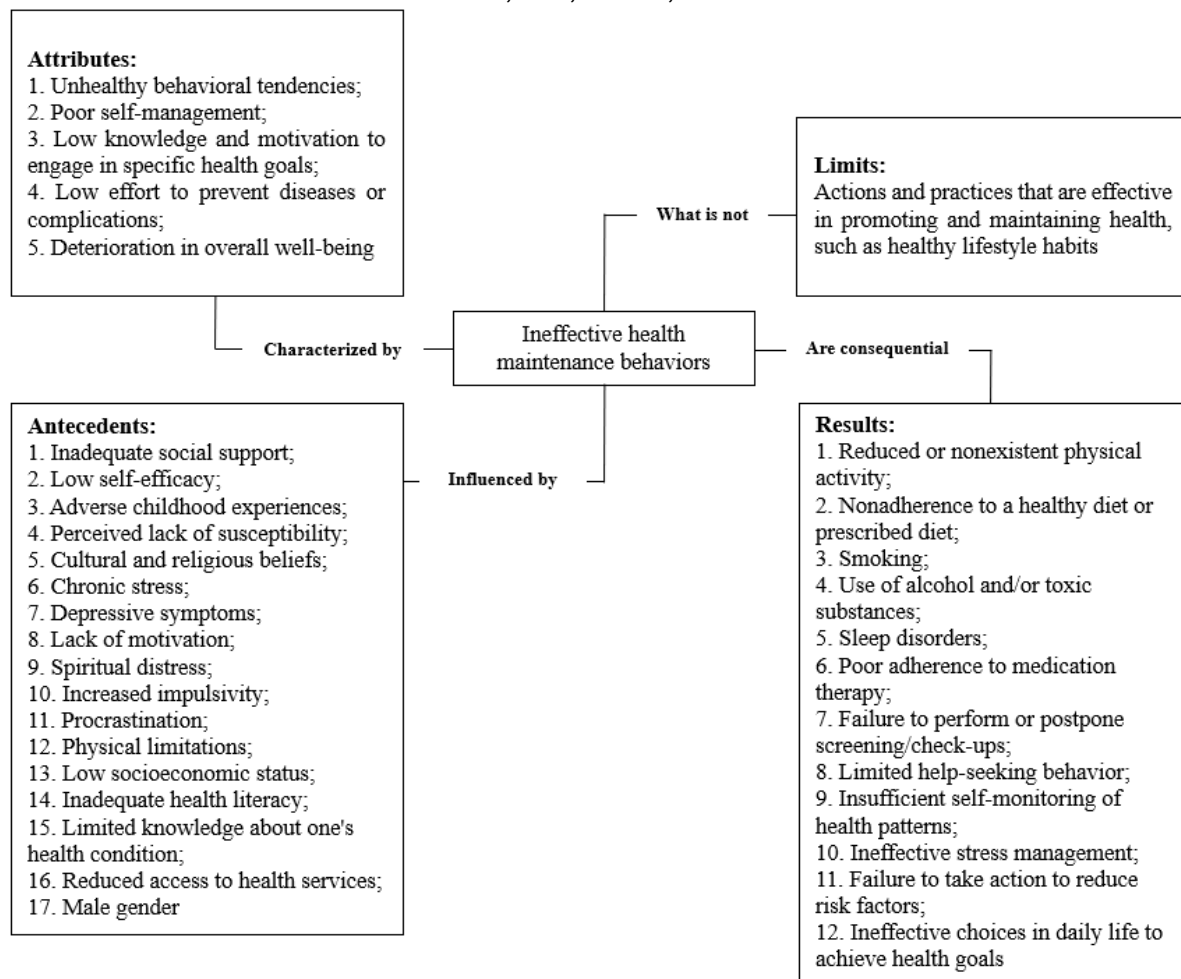 Attributes:
1. Unhealthy behavioral tendencies;
2. Poor self-management;
3. Low knowledge and motivation to
engage in specific health goals;
4. Low effort to prevent diseases or
complications;
5. Deterioration in overall well-being
Limits:
Actions and practices that are effective
in promoting and maintaining health,
such as healthy lifestyle habits
What is not
Characterized by
Ineffective health
maintenance behaviors
Are consequential
Antecedents:
1. Inadequate social support;
2. Low self-efficacy;
3. Adverse childhood experiences;
4. Perceived lack of susceptibility;
5. Cultural and religious beliefs;
6. Chronic stress;
7. Depressive symptoms;
8. Lack of motivation;
9. Spiritual distress;
10. Increased impulsivity;
11. Procrastination;
12. Physical limitations;
13. Low socioeconomic status;
14. Inadequate health literacy;
15. Limited knowledge about one's
health condition;
16. Reduced access to health services;
17. Male gender
Influenced by
Results:
1. Reduced or nonexistent physical
activity;
2. Nonadherence to a healthy diet or
prescribed diet;
3. Smoking;
4. Use of alcohol and/or toxic
substances;
5. Sleep disorders;
6. Poor adherence to medication
therapy;
7. Failure to perform or postpone
screening/check-ups;
8. Limited help-seeking behavior;
9. Insufficient self-monitoring of
health patterns;
10. Ineffective stress management;
11. Failure to take action to reduce
risk factors;
12. Ineffective choices in daily life to
achieve health goals